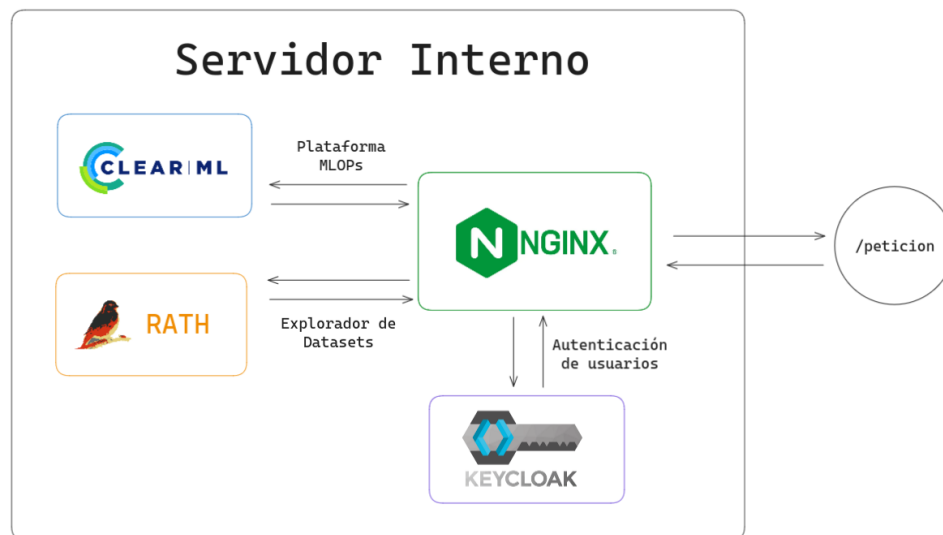 Servidor Interno
CLEAR|ML
Plataforma
MLOPs
NGINX
/peticion
RATH
Explorador de
Datasets
Autenticación
de usuarios
KEYCLOAK